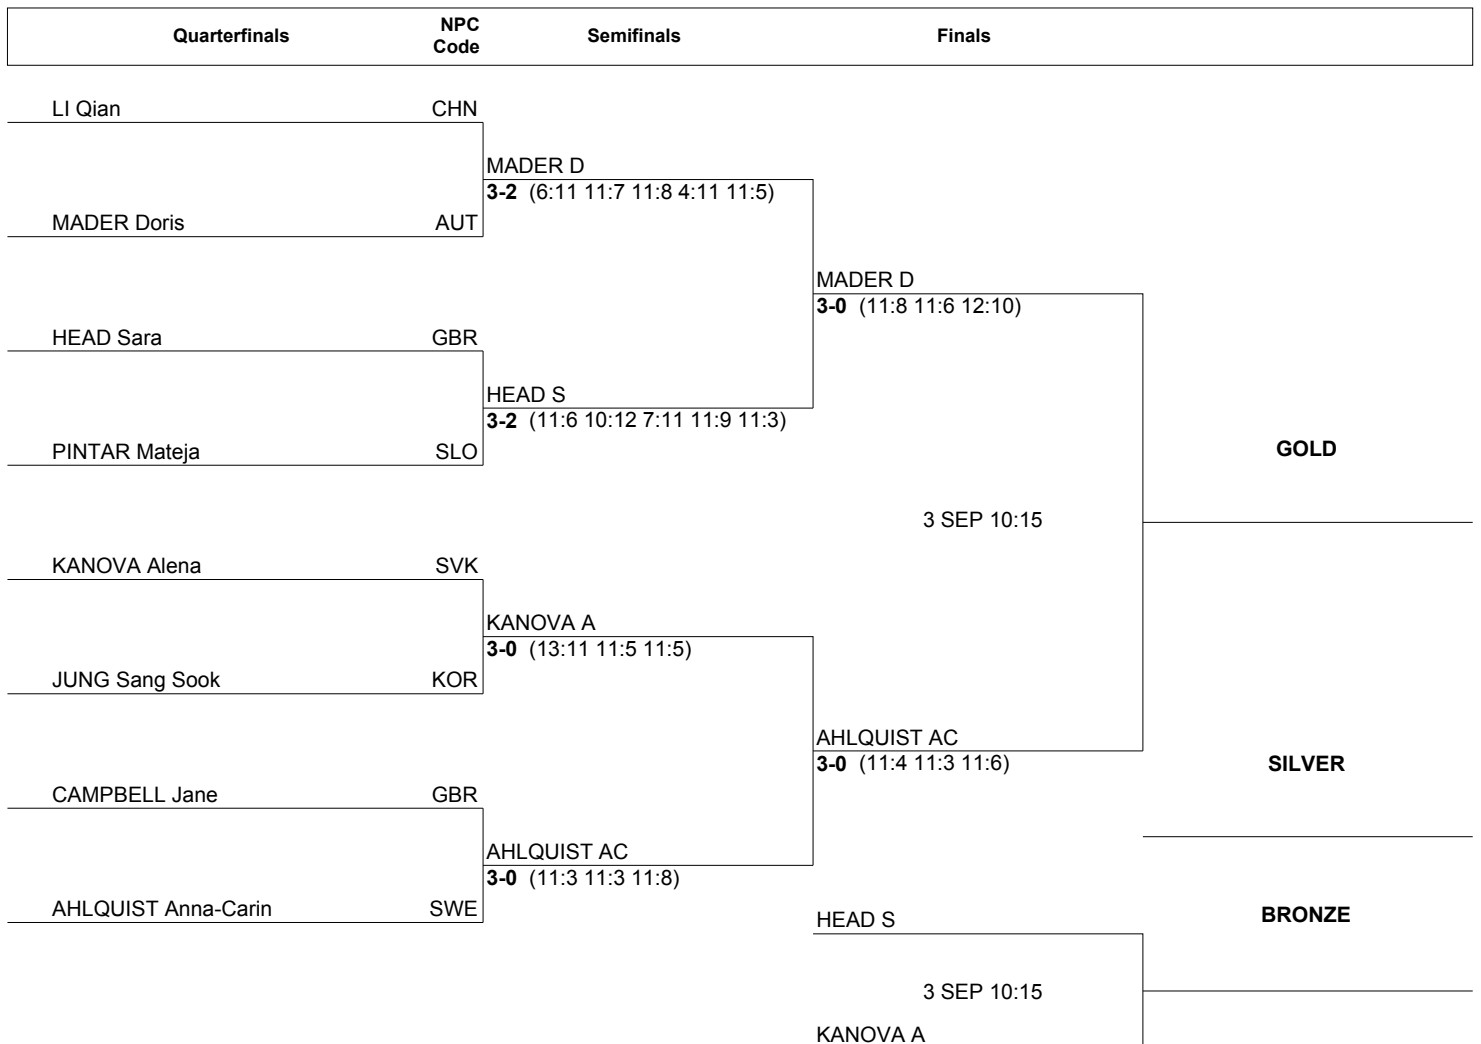 Quarterfinals NPC Code Semifinals Finals
LI Qian CHN
MADER D
3-2 (6:11 11:7 11:8 4:11 11:5)
MADER Doris AUT
MADER D
3-0 (11:8 11:6 12:10)
HEAD Sara GBR
HEAD S
3-2 (11:6 10:12 7:11 11:9 11:3)
PINTAR Mateja SLO
GOLD
3 SEP 10:15
KANOVA Alena SVK
KANOVA A
3-0 (13:11 11:5 11:5)
JUNG Sang Sook KOR
AHLQUIST AC
3-0 (11:4 11:3 11:6)
SILVER
CAMPBELL Jane GBR
AHLQUIST AC
3-0 (11:3 11:3 11:8)
AHLQUIST Anna-Carin SWE
HEAD S
BRONZE
3 SEP 10:15
KANOVA A